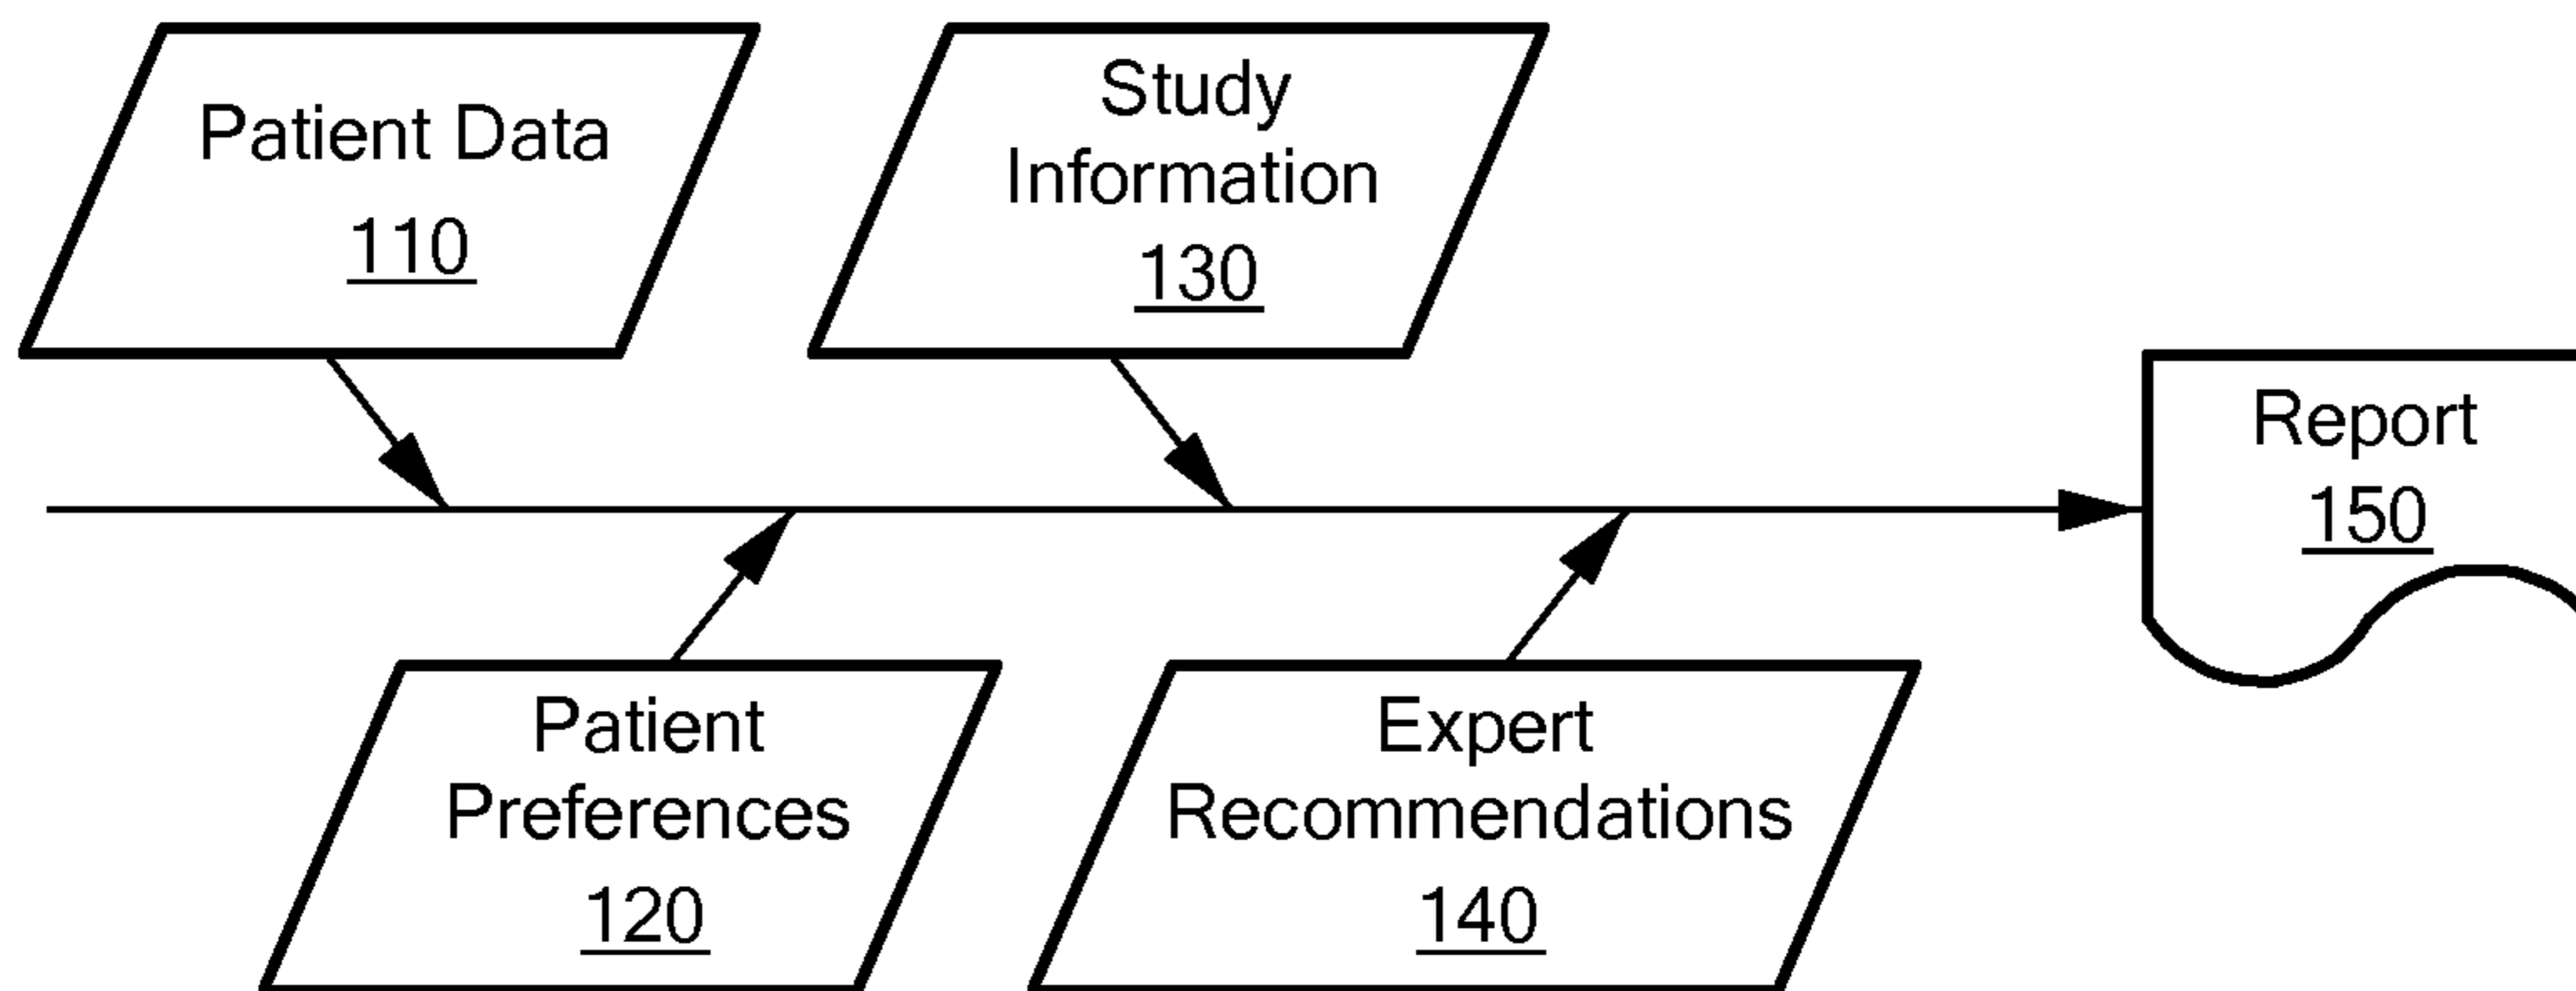 Patient Data
110
Study
Information
130
Report
150
Patient
Preferences
120
Expert
Recommendations
140